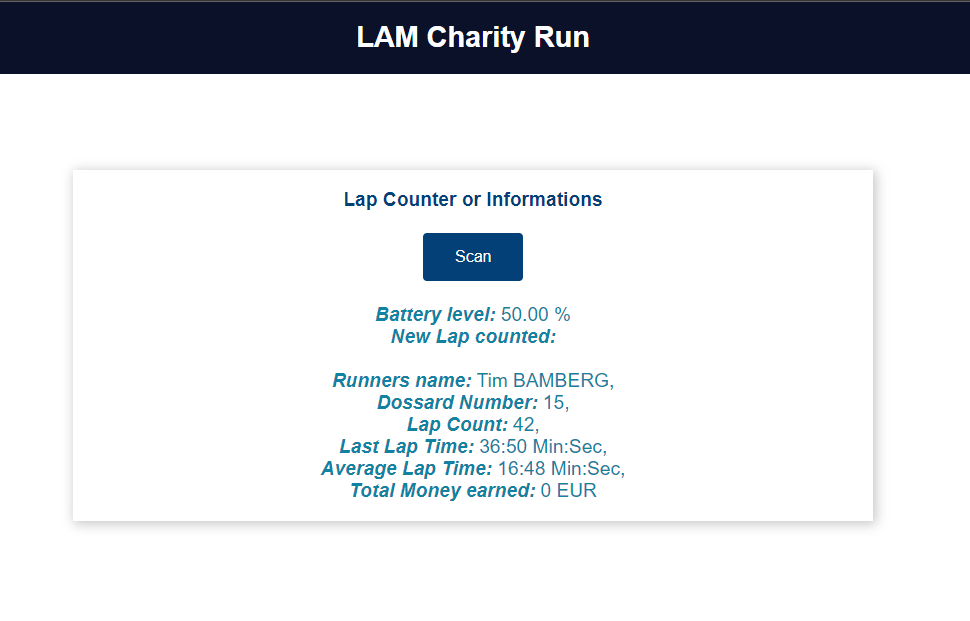 LAM Charity Run
Lap Counter or Informations
Scan
Battery level: 50.00 %
New Lap counted:
Runners name: Tim BAMBERG,
Dossard Number: 15,
Lap Count: 42,
Last Lap Time: 36:50 Min:Sec,
Average Lap Time: 16:48 Min:Sec,
Total Money earned: 0 EUR